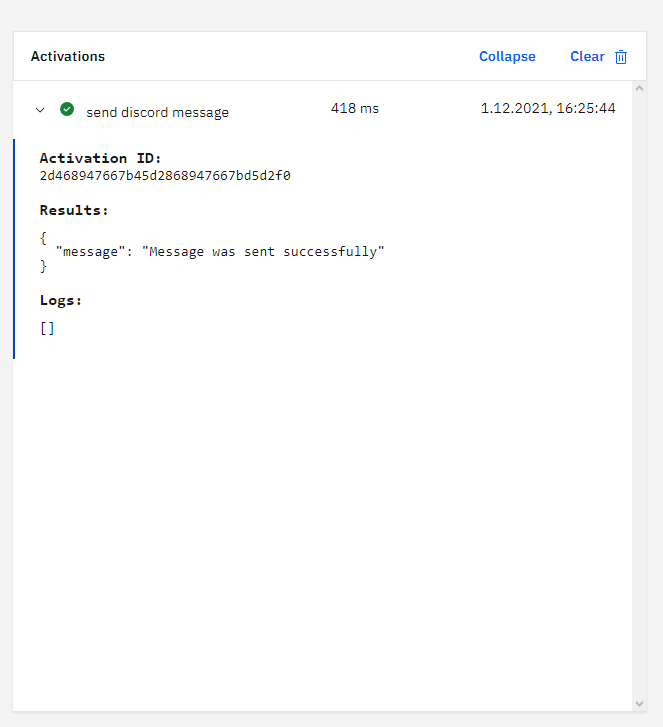 Activations Collapse Clear
send discord message 418 ms 1.12.2021, 16:25:44
Activation ID:
2d468947667b45d2868947667bd5d2f0
Results:
{
"message": "Message was sent successfully"
}
Logs:
[]